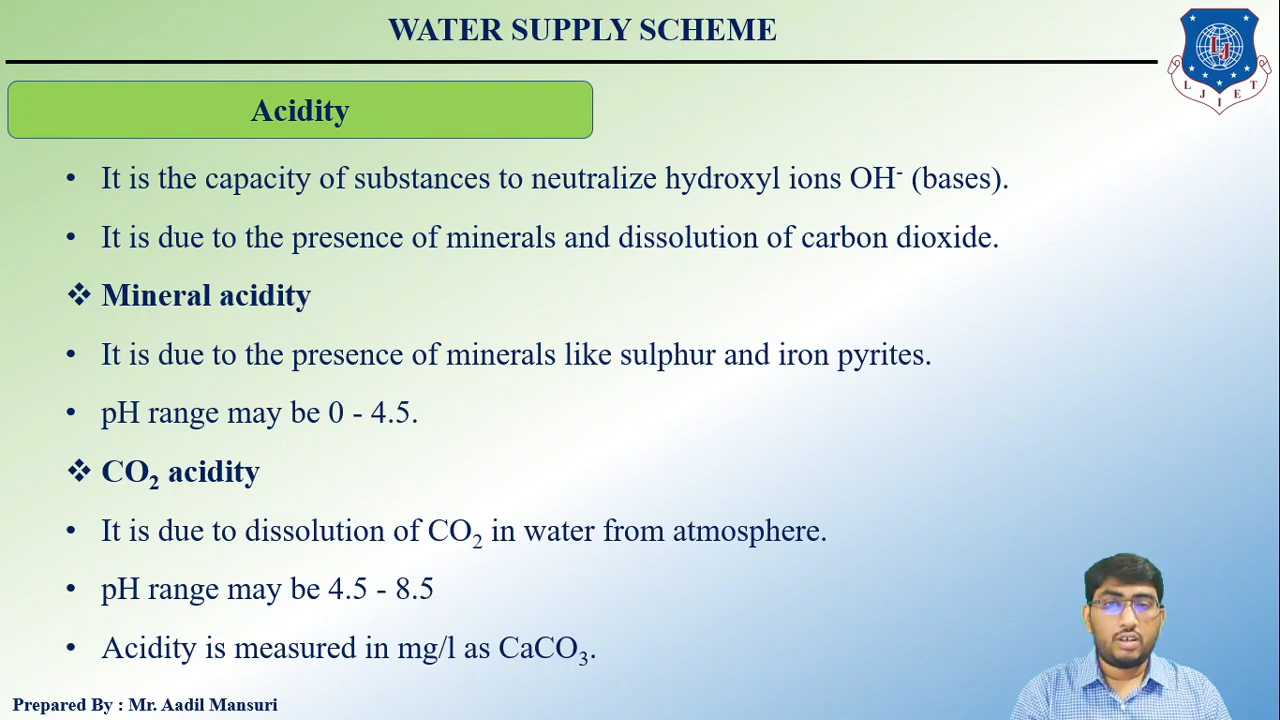 WATER SUPPLY SCHEME
LJIET
Acidity
• It is the capacity of substances to neutralize hydroxyl ions OH⁻ (bases).
• It is due to the presence of minerals and dissolution of carbon dioxide.
❖ Mineral acidity
• It is due to the presence of minerals like sulphur and iron pyrites.
• pH range may be 0 - 4.5.
❖ CO₂ acidity
• It is due to dissolution of CO₂ in water from atmosphere.
• pH range may be 4.5 - 8.5
• Acidity is measured in mg/l as CaCO₃.
Prepared By : Mr. Aadil Mansuri